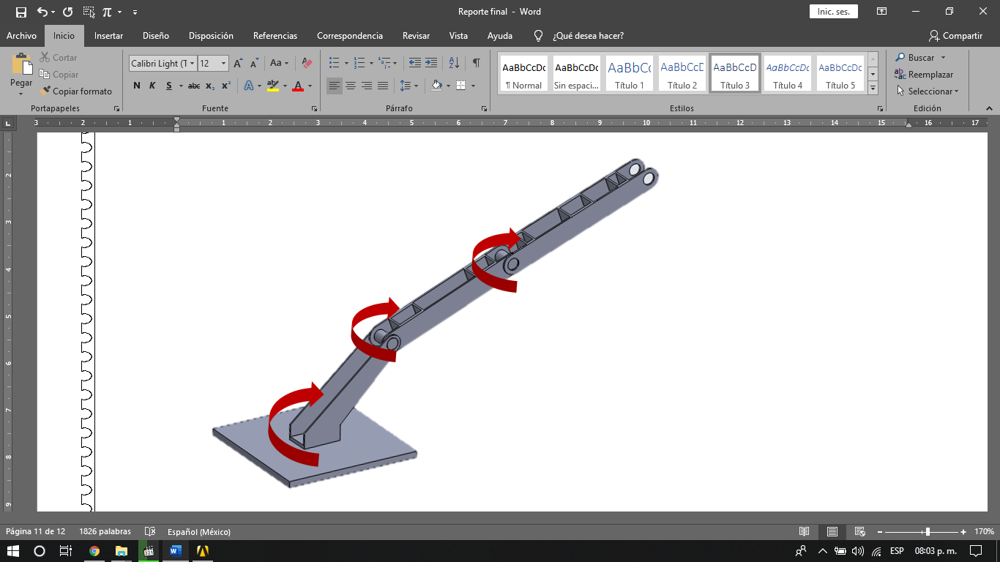 Reporte final - Word
Inic. ses.
Archivo Inicio Insertar Diseño Disposición Referencias Correspondencia Revisar Vista Ayuda ¿Qué desea hacer? Compartir
Pegar
Cortar
Copiar
Copiar formato
Portapapeles
Calibri Light (T 12
N K S abc x₂ x²
Fuente
Párrafo
AaBbCcDc AaBbCcDc AaBbCc AaBbCcD AaBbCcD AaBbCcDc AaBbCcDc
¶ Normal Sin espaci... Título 1 Título 2 Título 3 Título 4 Título 5
Estilos
Buscar
Reemplazar
Seleccionar
Edición
3 2 1 1 2 3 4 5 6 7 8 9 10 11 12 13 14 15 16 17
2
3
4
5
6
7
8
9
Página 11 de 12 1826 palabras Español (México) 170%
ESP 08:03 p. m.